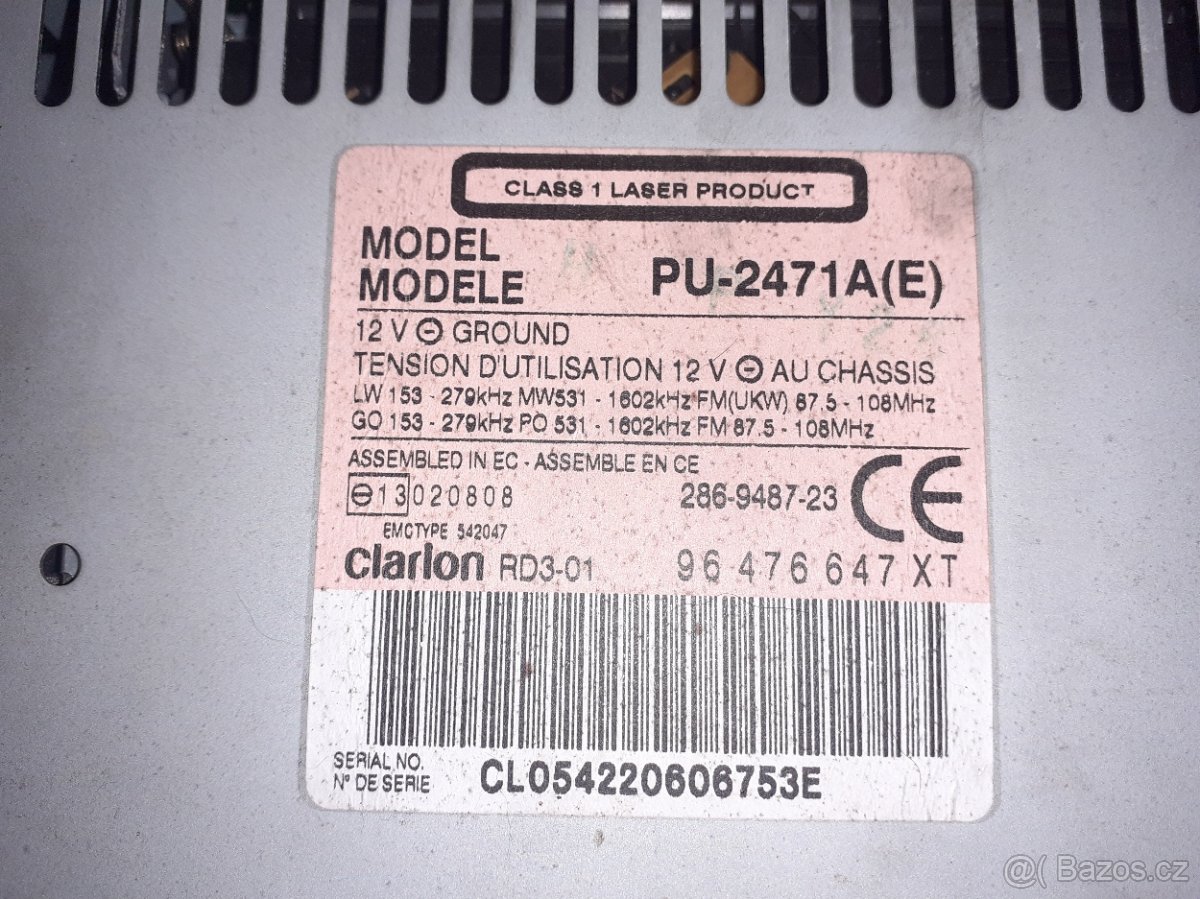 CLASS 1 LASER PRODUCT
MODEL
MODELE
PU-2471A(E)
12 V ⊖ GROUND
TENSION D'UTILISATION 12 V ⊖ AU CHASSIS
LW 153 - 279kHz MW531 - 1602kHz FM(UKW) 87.5 - 108MHz
GO 153 - 279kHz PO 531 - 1602kHz FM 87.5 - 108MHz
ASSEMBLED IN EC - ASSEMBLE EN CE
⊖13 020808 286-9487-23 CE
EMCTYPE 542047
clarion RD3-01 96 476 647 XT
SERIAL NO.
N° DE SERIE
CL054220606753E
@( Bazos.cz